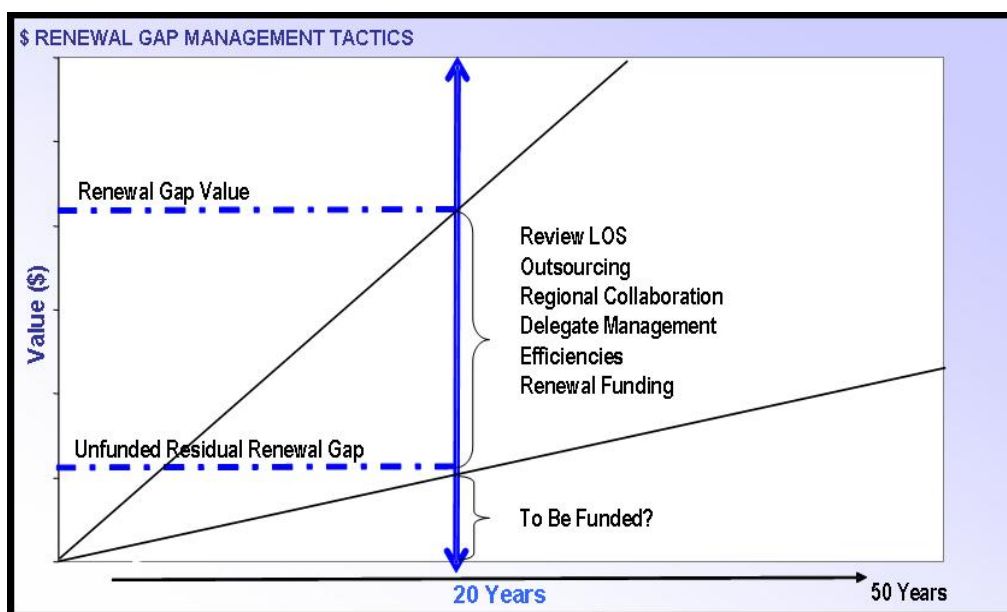 $ RENEWAL GAP MANAGEMENT TACTICS
Renewal Gap Value
Review LOS
Outsourcing
Regional Collaboration
Delegate Management
Efficiencies
Renewal Funding
Value ($)
Unfunded Residual Renewal Gap
To Be Funded?
20 Years
50 Years